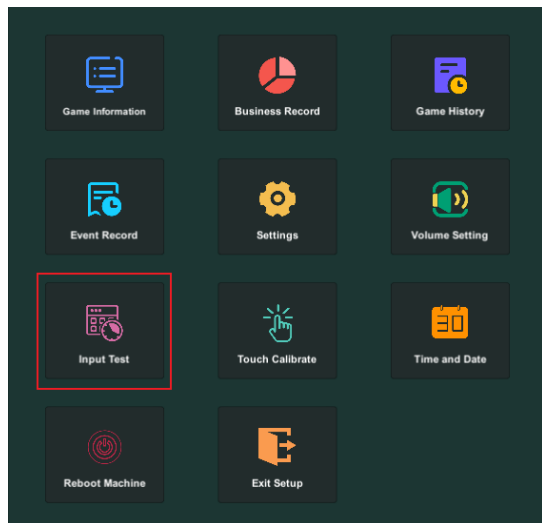 Game Information
Business Record
Game History
Event Record
Settings
Volume Setting
Input Test
Touch Calibrate
30
Time and Date
Reboot Machine
Exit Setup